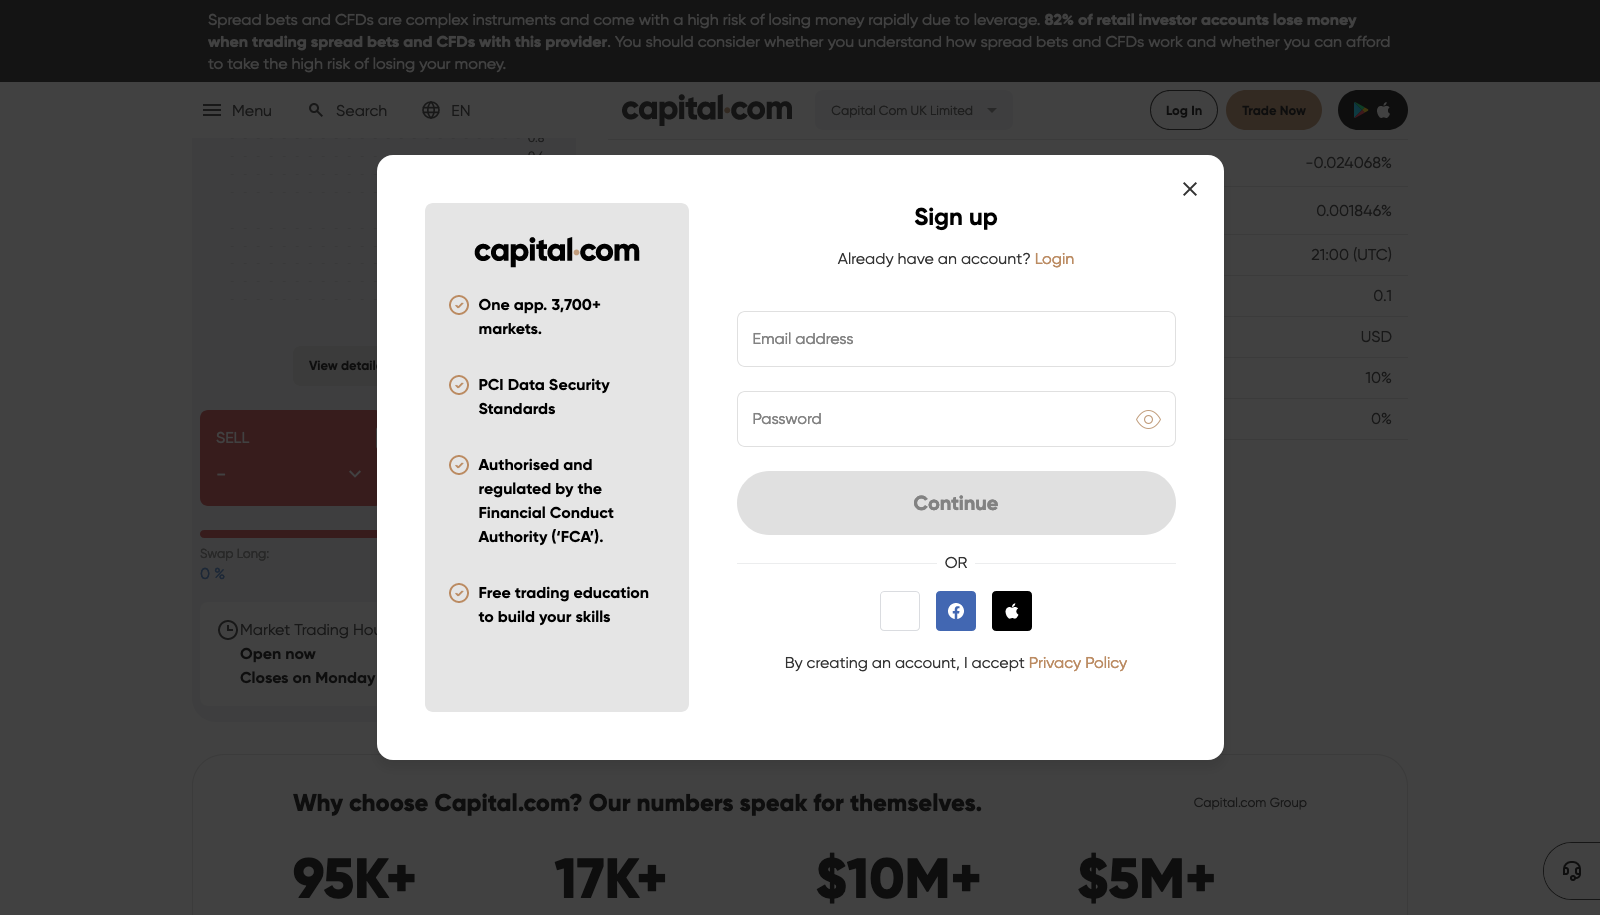 Spread bets and CFDs are complex instruments and come with a high risk of losing money rapidly due to leverage. 82% of retail investor accounts lose money
when trading spread bets and CFDs with this provider. You should consider whether you understand how spread bets and CFDs work and whether you can afford
to take the high risk of losing your money.
Menu
Search
EN
capital.com
Capital Com UK Limited
Log In
Trade Now
-0.024068%
0.001846%
21:00 (UTC)
0.1
USD
10%
0%
View detail
SELL
-
Swap Long:
0 %
Market Trading Hou
Open now
Closes on Monday
capital.com
One app. 3,700+
markets.
PCI Data Security
Standards
Authorised and
regulated by the
Financial Conduct
Authority (‘FCA’).
Free trading education
to build your skills
Sign up
Already have an account? Login
Email address
Password
Continue
OR
By creating an account, I accept Privacy Policy
Why choose Capital.com? Our numbers speak for themselves.
Capital.com Group
95K+
17K+
$10M+
$5M+